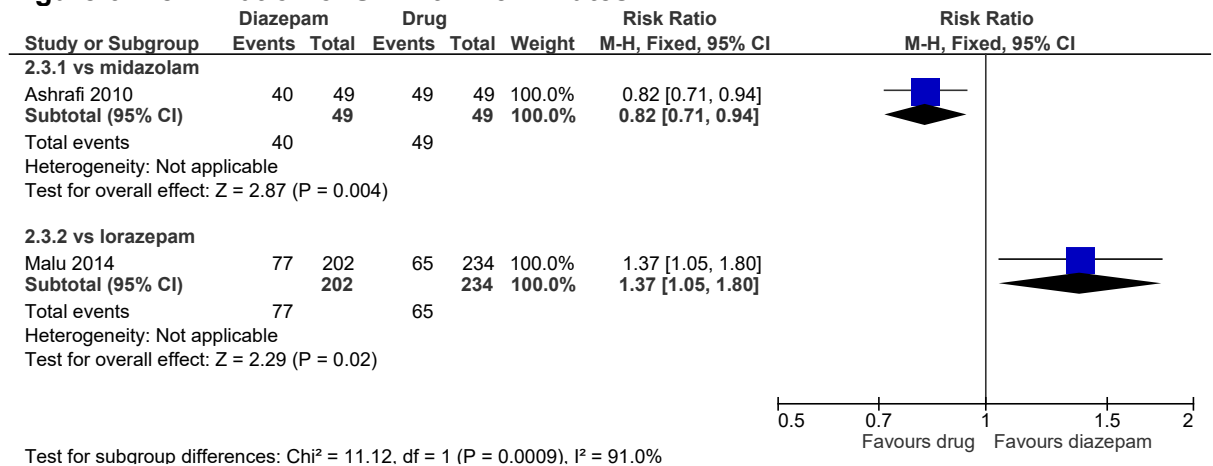 Diazepam Drug Risk Ratio Risk Ratio
Study or Subgroup Events Total Events Total Weight M-H, Fixed, 95% CI M-H, Fixed, 95% CI
2.3.1 vs midazolam
Ashrafi 2010 40 49 49 49 100.0% 0.82 [0.71, 0.94]
Subtotal (95% CI) 49 49 100.0% 0.82 [0.71, 0.94]
Total events 40 49
Heterogeneity: Not applicable
Test for overall effect: Z = 2.87 (P = 0.004)
2.3.2 vs lorazepam
Malu 2014 77 202 65 234 100.0% 1.37 [1.05, 1.80]
Subtotal (95% CI) 202 234 100.0% 1.37 [1.05, 1.80]
Total events 77 65
Heterogeneity: Not applicable
Test for overall effect: Z = 2.29 (P = 0.02)
0.5 0.7 1 1.5 2
Favours drug Favours diazepam
Test for subgroup differences: Chi² = 11.12, df = 1 (P = 0.0009), I² = 91.0%